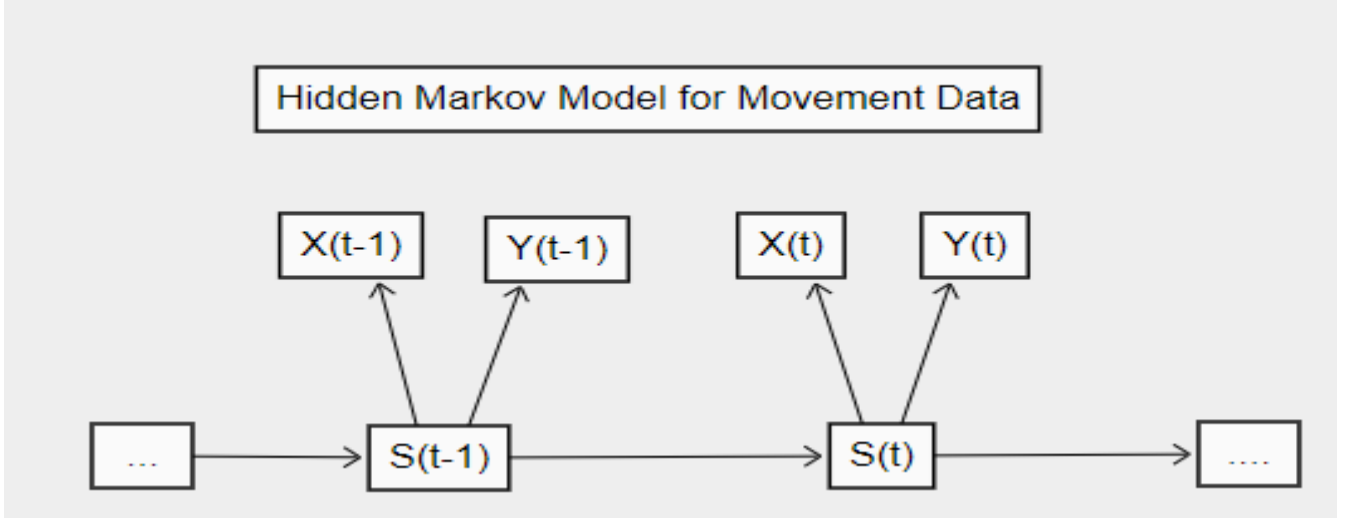 Hidden Markov Model for Movement Data
X(t-1)
Y(t-1)
X(t)
Y(t)
...
S(t-1)
S(t)
....